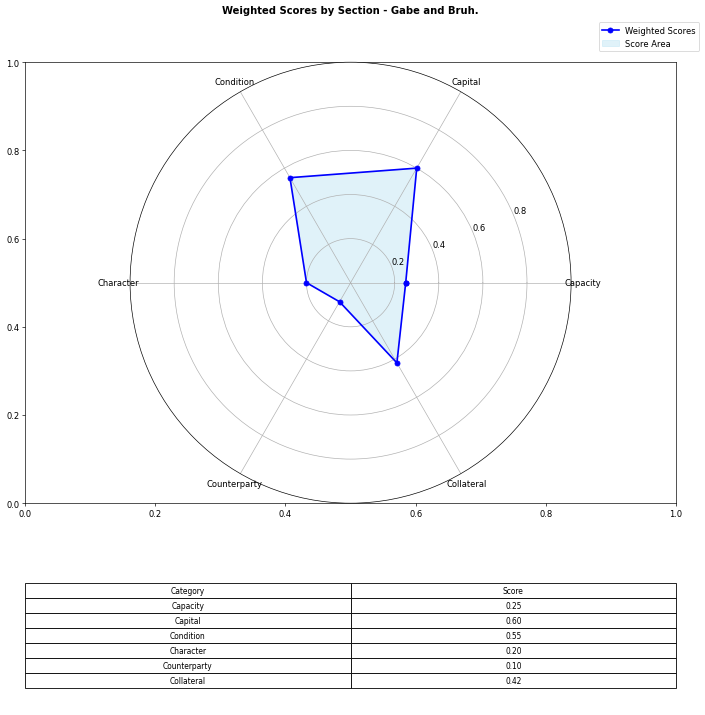 Weighted Scores by Section - Gabe and Bruh.
Weighted Scores
Score Area
1.0
0.8
0.6
0.4
0.2
0.0
0.0 0.2 0.4 0.6 0.8 1.0
Condition Capital
0.8
0.6
0.4
0.2
Character Capacity
Counterparty Collateral
Category Score
Capacity 0.25
Capital 0.60
Condition 0.55
Character 0.20
Counterparty 0.10
Collateral 0.42